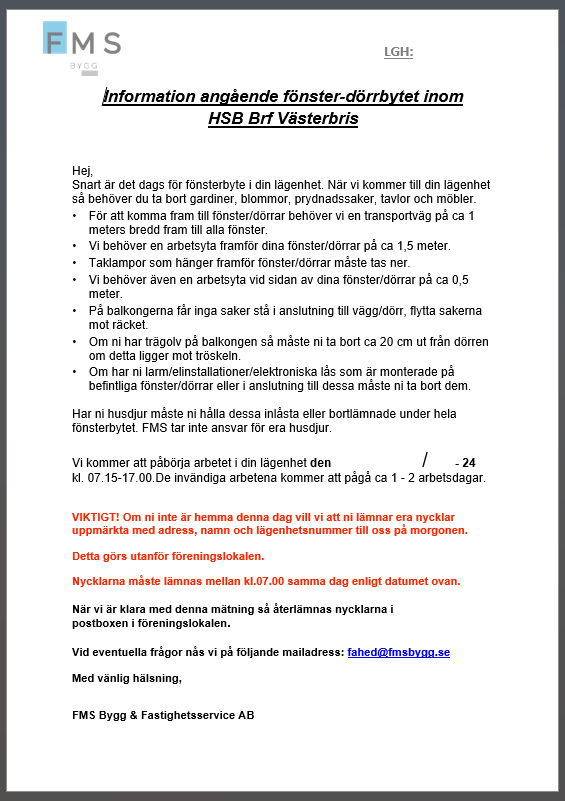 FMS
BYGG
LGH:
Information angående fönster-dörrbytet inom
HSB Brf Västerbris
Hej,
Snart är det dags för fönsterbyte i din lägenhet. När vi kommer till din lägenhet
så behöver du ta bort gardiner, blommor, prydnadssaker, tavlor och möbler.
• För att komma fram till fönster/dörrar behöver vi en transportväg på ca 1
meters bredd fram till alla fönster.
• Vi behöver en arbetsyta framför dina fönster/dörrar på ca 1,5 meter.
• Taklampor som hänger framför fönster/dörrar måste tas ner.
• Vi behöver även en arbetsyta vid sidan av dina fönster/dörrar på ca 0,5
meter.
• På balkongerna får inga saker stå i anslutning till vägg/dörr, flytta sakerna
mot räcket.
• Om ni har trägolv på balkongen så måste ni ta bort ca 20 cm ut från dörren
om detta ligger mot tröskeln.
• Om har ni larm/elinstallationer/elektroniska lås som är monterade på
befintliga fönster/dörrar eller i anslutning till dessa måste ni ta bort dem.
Har ni husdjur måste ni hålla dessa inlåsta eller bortlämnade under hela
fönsterbytet. FMS tar inte ansvar för era husdjur.
Vi kommer att påbörja arbetet i din lägenhet den / - 24
kl. 07.15-17.00.De invändiga arbetena kommer att pågå ca 1 - 2 arbetsdagar.
VIKTIGT! Om ni inte är hemma denna dag vill vi att ni lämnar era nycklar
uppmärkta med adress, namn och lägenhetsnummer till oss på morgonen.
Detta görs utanför föreningslokalen.
Nycklarna måste lämnas mellan kl.07.00 samma dag enligt datumet ovan.
När vi är klara med denna mätning så återlämnas nycklarna i
postboxen i föreningslokalen.
Vid eventuella frågor nås vi på följande mailadress: fahed@fmsbygg.se
Med vänlig hälsning,
FMS Bygg & Fastighetsservice AB